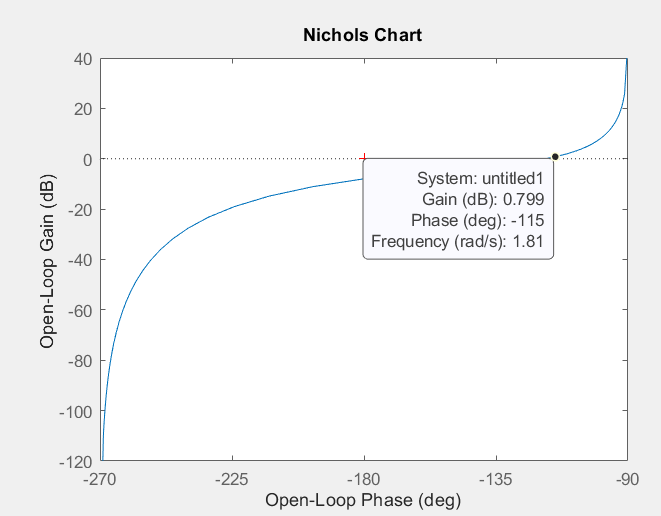 Nichols Chart
40
20
0
-20
-40
-60
-80
-100
-120
Open-Loop Gain (dB)
System: untitled1
Gain (dB): 0.799
Phase (deg): -115
Frequency (rad/s): 1.81
-270 -225 -180 -135 -90
Open-Loop Phase (deg)